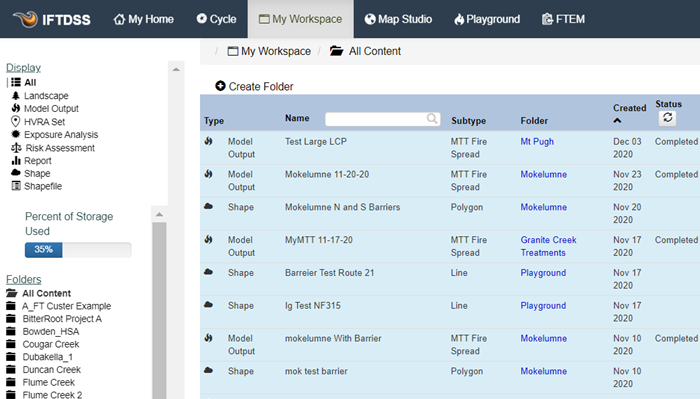 IFTDSS My Home Cycle My Workspace Map Studio Playground FTEM
/ My Workspace / All Content
Display
All
Landscape
Model Output
HVRA Set
Exposure Analysis
Risk Assessment
Report
Shape
Shapefile
Percent of Storage
Used
35%
Folders
All Content
A_FT Custer Example
BitterRoot Project A
Bowden_HSA
Cougar Creek
Dubakella_1
Duncan Creek
Flume Creek
Flume Creek 2
Create Folder
Type Name Subtype Folder Created Status
Model Test Large LCP MTT Fire Mt Pugh Dec 03 Completed
Output Spread 2020
Model Mokelumne 11-20-20 MTT Fire Mokelumne Nov 23 Completed
Output Spread 2020
Shape Mokelumne N and S Barriers Polygon Mokelumne Nov 20
2020
Model MyMTT 11-17-20 MTT Fire Granite Creek Nov 17 Completed
Output Spread Treatments 2020
Shape Barreier Test Route 21 Line Playground Nov 17
2020
Shape Ig Test NF315 Line Playground Nov 17
2020
Model mokelumne With Barrier MTT Fire Mokelumne Nov 10 Completed
Output Spread 2020
Shape mok test barrier Polygon Mokelumne Nov 10
2020